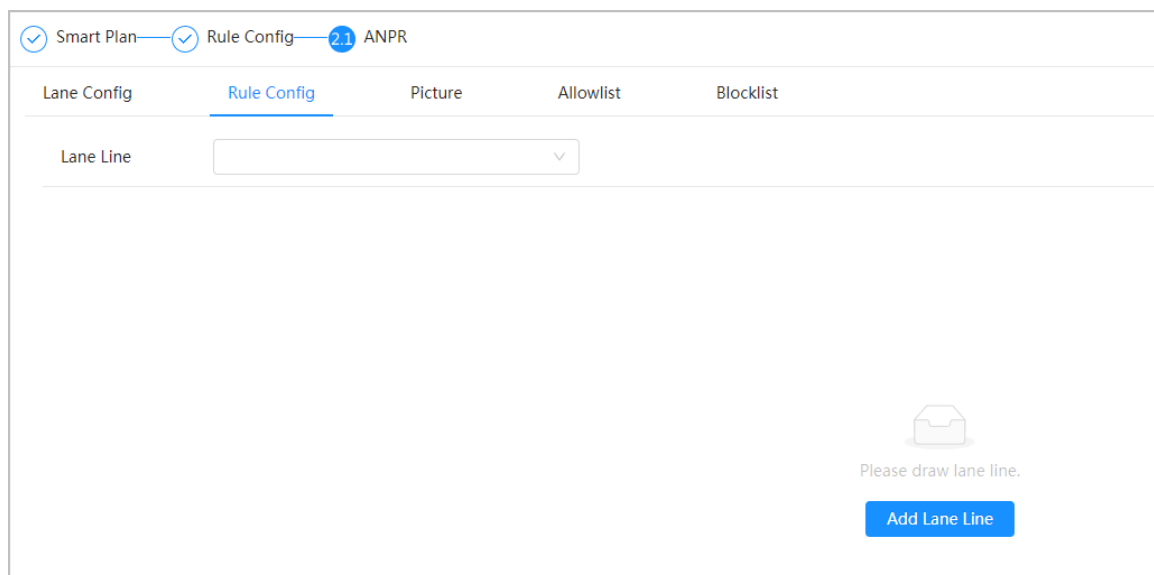 Smart Plan Rule Config 2.1 ANPR
Lane Config Rule Config Picture Allowlist Blocklist
Lane Line
Please draw lane line.
Add Lane Line